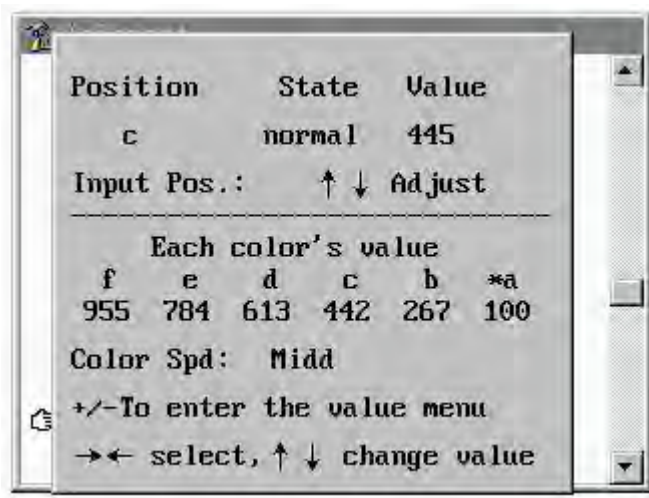 Position State Value
c normal 445
Input Pos.: ↑ ↓ Adjust
Each color's value
f e d c b *a
955 784 613 442 267 100
Color Spd: Midd
+/-To enter the value menu
→← select, ↑ ↓ change value